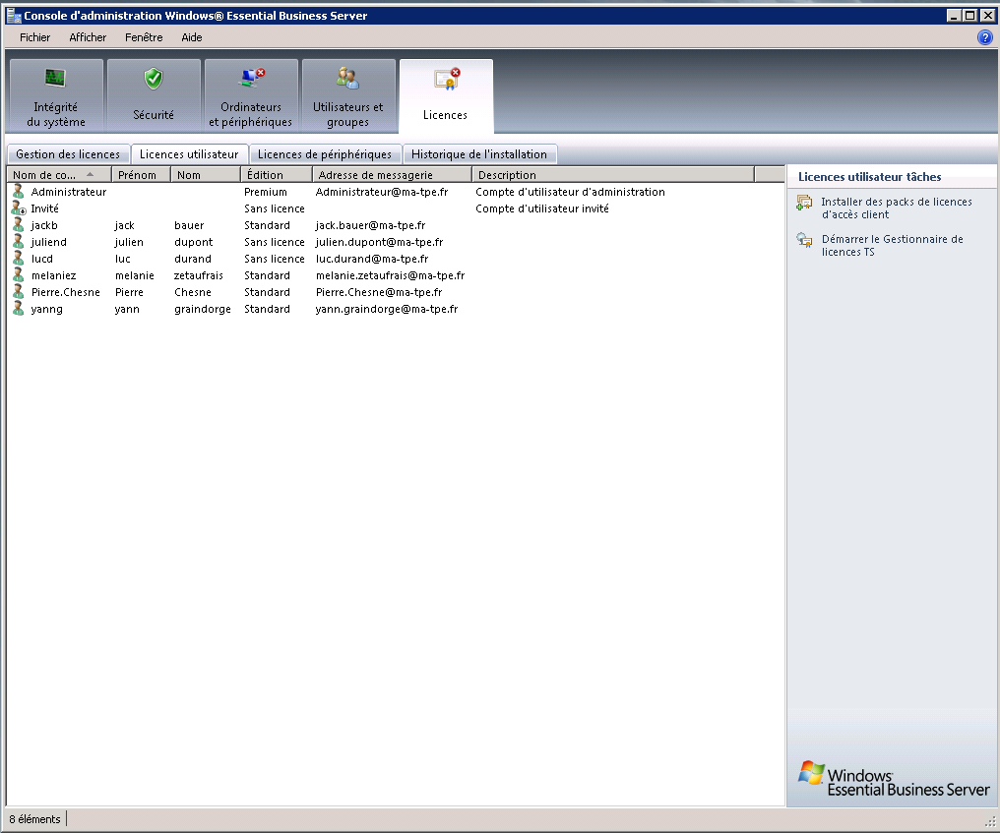 Console d'administration Windows® Essential Business Server
Fichier Afficher Fenêtre Aide
Intégrité du système
Sécurité
Ordinateurs et périphériques
Utilisateurs et groupes
Licences
Gestion des licences Licences utilisateur Licences de périphériques Historique de l'installation
Nom de co... Prénom Nom Édition Adresse de messagerie Description
Administrateur Premium Administrateur@ma-tpe.fr Compte d'utilisateur d'administration
Invité Sans licence Compte d'utilisateur invité
jackb jack bauer Standard jack.bauer@ma-tpe.fr
juliend julien dupont Sans licence julien.dupont@ma-tpe.fr
lucd luc durand Sans licence luc.durand@ma-tpe.fr
melaniez melanie zetaufrais Standard melanie.zetaufrais@ma-tpe.fr
Pierre.Chesne Pierre Chesne Standard Pierre.Chesne@ma-tpe.fr
yanng yann graindorge Standard yann.graindorge@ma-tpe.fr
Licences utilisateur tâches
Installer des packs de licences
d'accès client
Démarrer le Gestionnaire de
licences TS
Windows
Essential Business Server
8 éléments